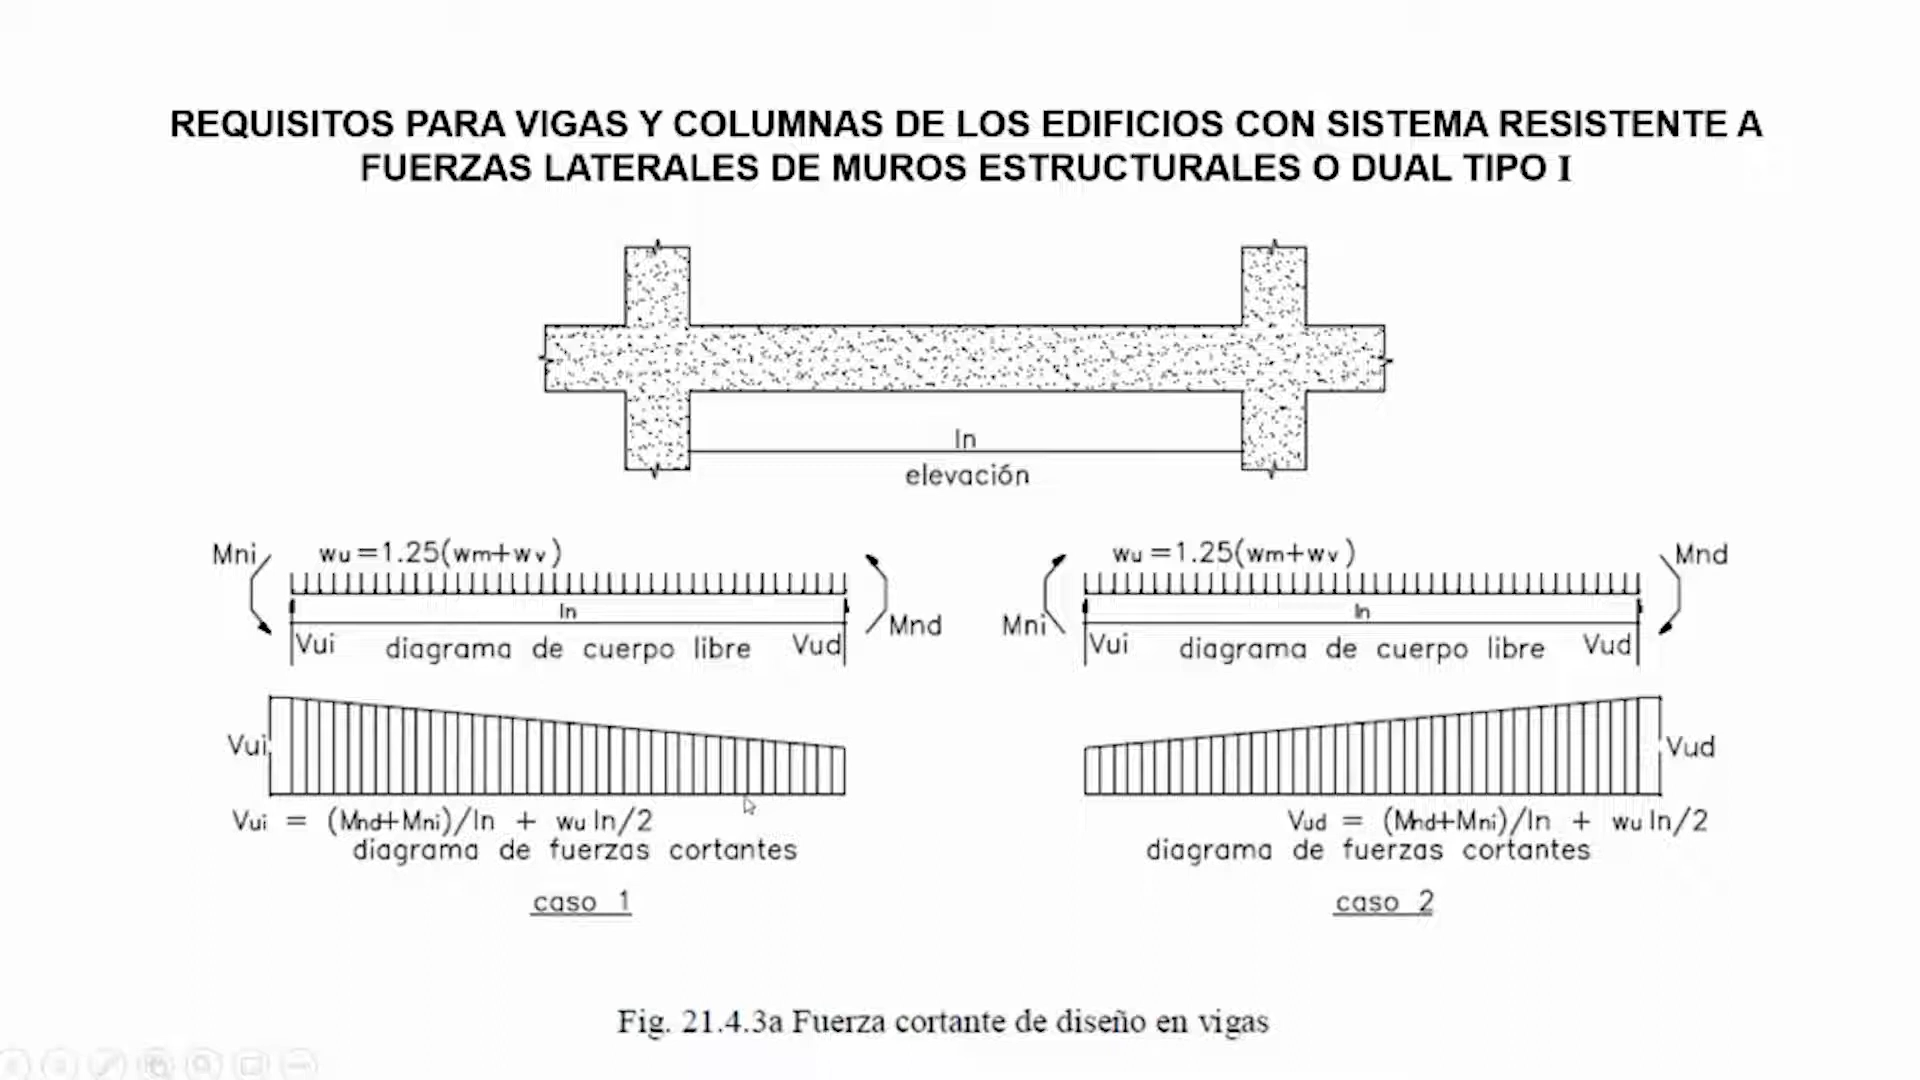 REQUISITOS PARA VIGAS Y COLUMNAS DE LOS EDIFICIOS CON SISTEMA RESISTENTE A
FUERZAS LATERALES DE MUROS ESTRUCTURALES O DUAL TIPO I
ln
elevación
Mni wu=1.25(wm+wv)
ln
Mnd
Vui diagrama de cuerpo libre Vud
Vui
Vui = (Mnd+Mni)/ln + wu ln/2
diagrama de fuerzas cortantes
caso 1
wu=1.25(wm+wv) Mnd
ln
Mni
Vui diagrama de cuerpo libre Vud
Vud
Vud = (Mnd+Mni)/ln + wu ln/2
diagrama de fuerzas cortantes
caso 2
Fig. 21.4.3a Fuerza cortante de diseño en vigas